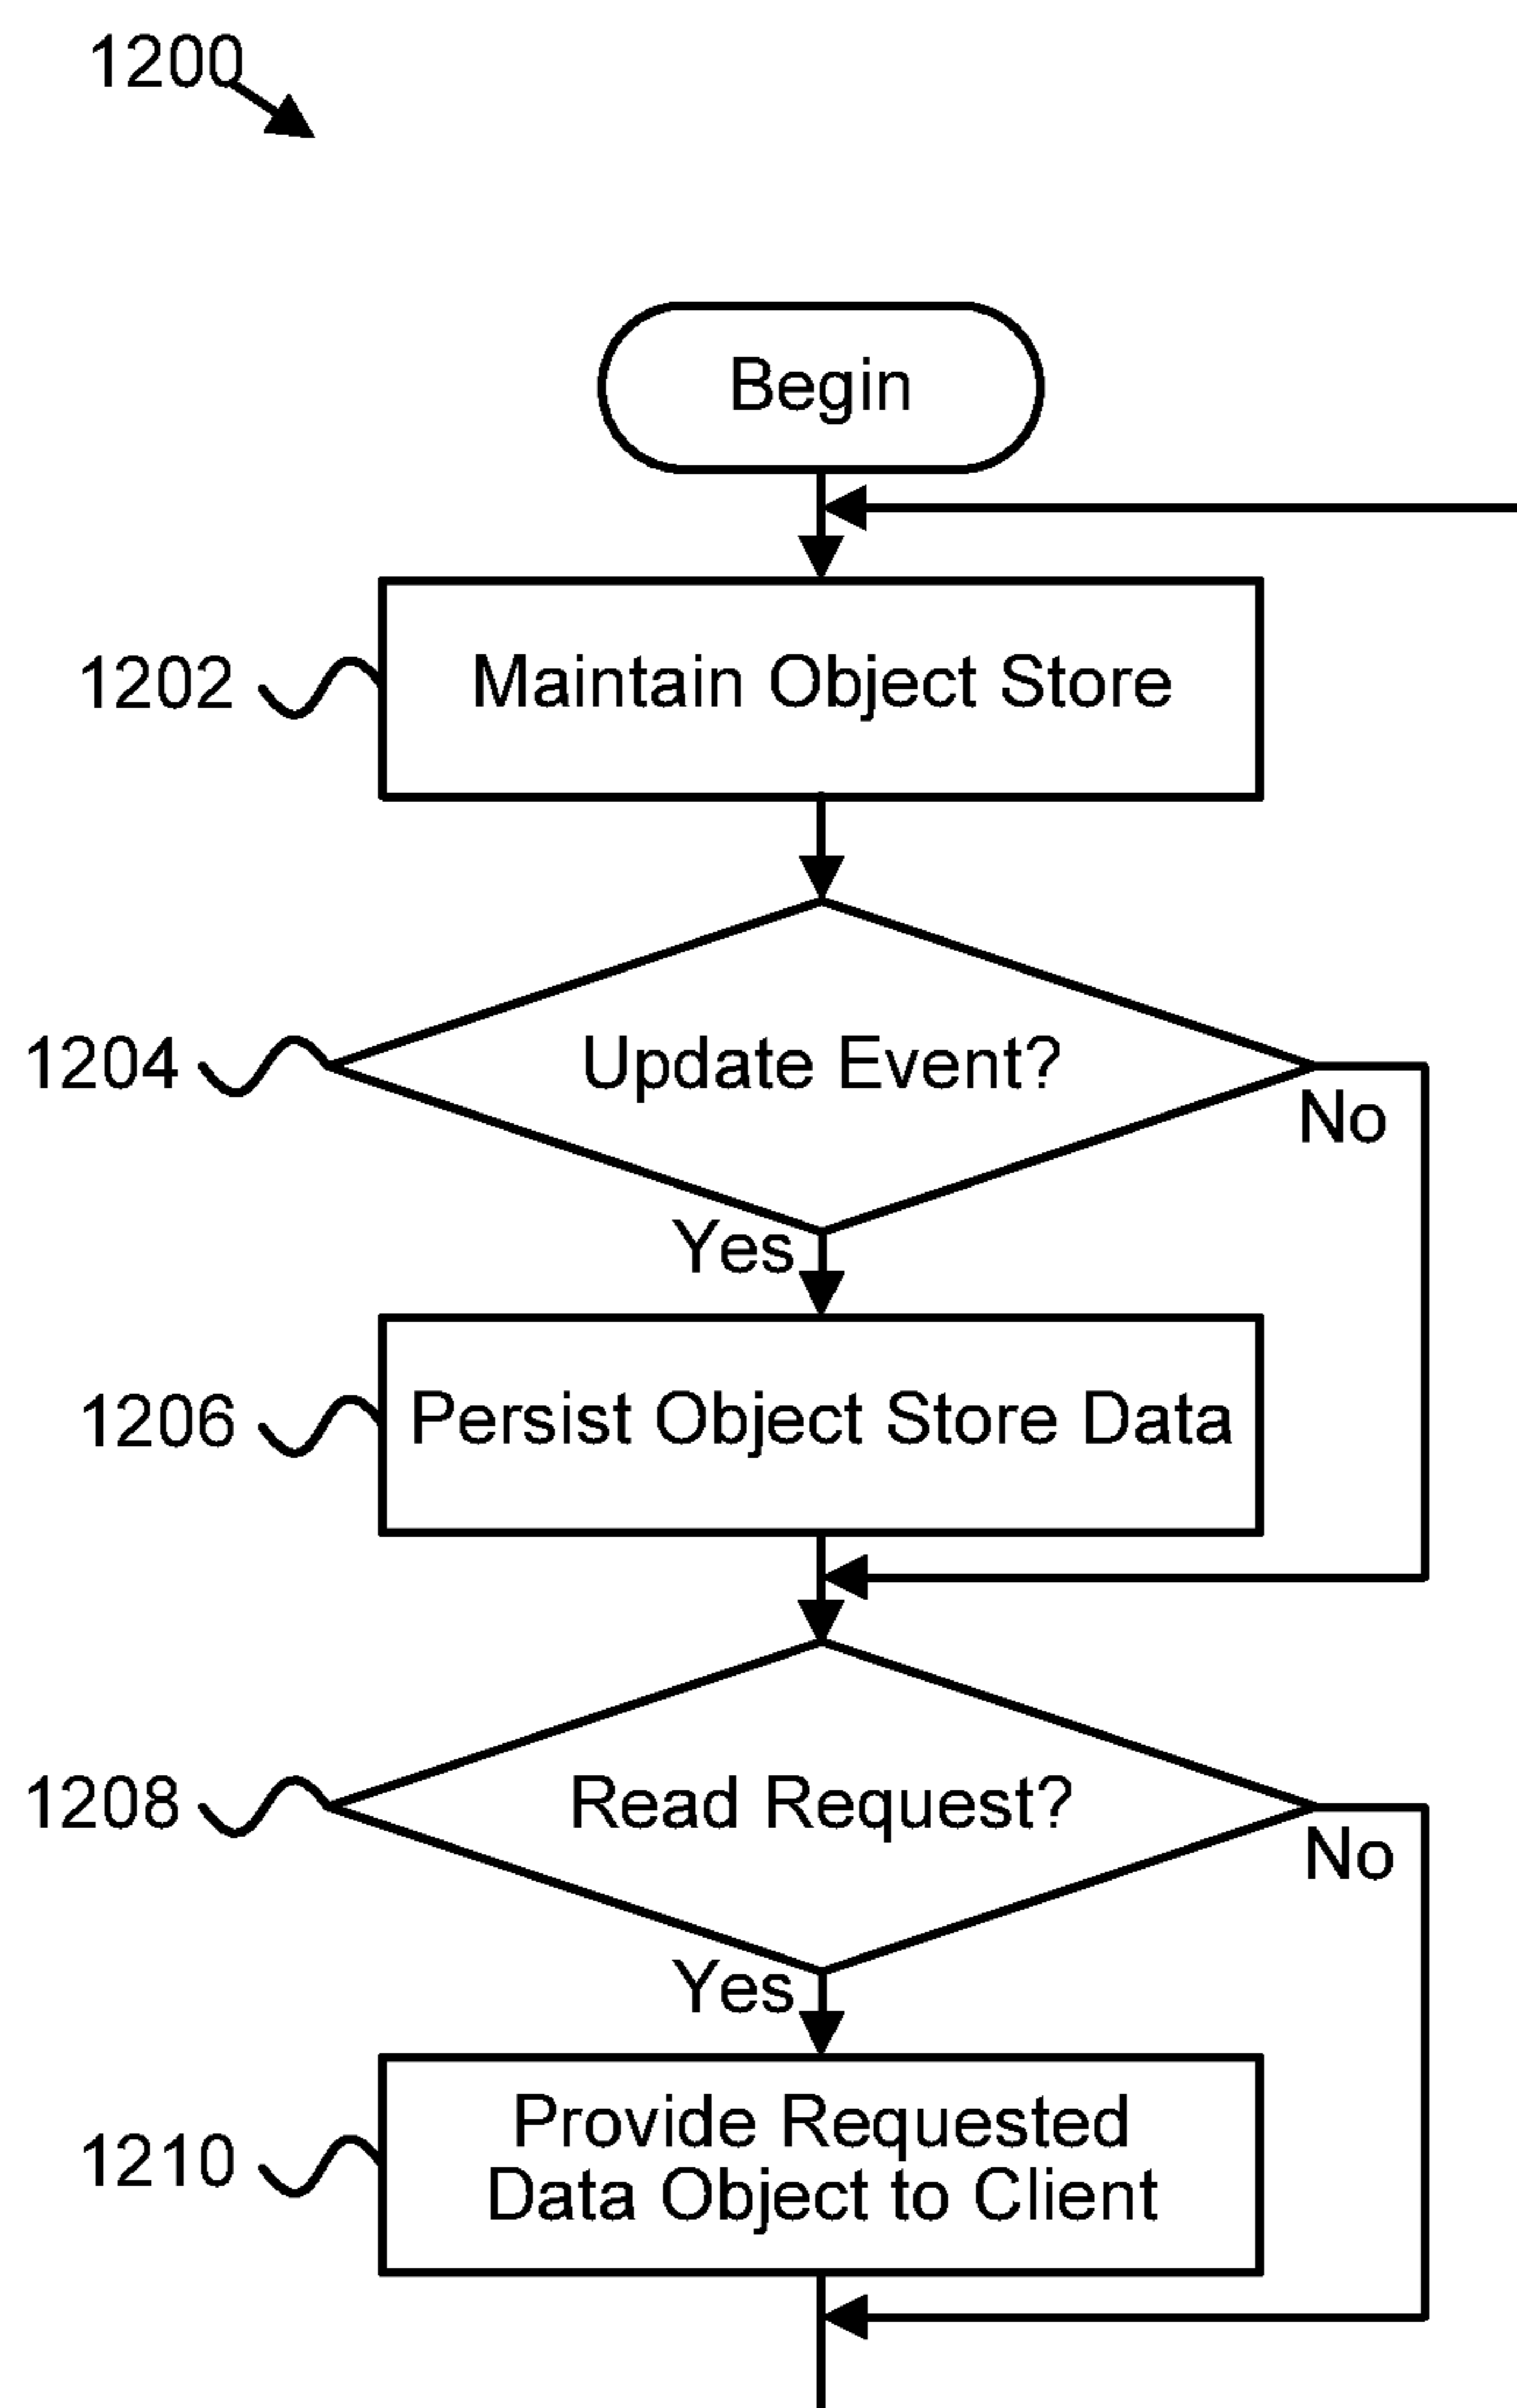 1200
Begin
1202
Maintain Object Store
1204
Update Event?
No
Yes
1206
Persist Object Store Data
1208
Read Request?
No
Yes
1210
Provide Requested
Data Object to Client